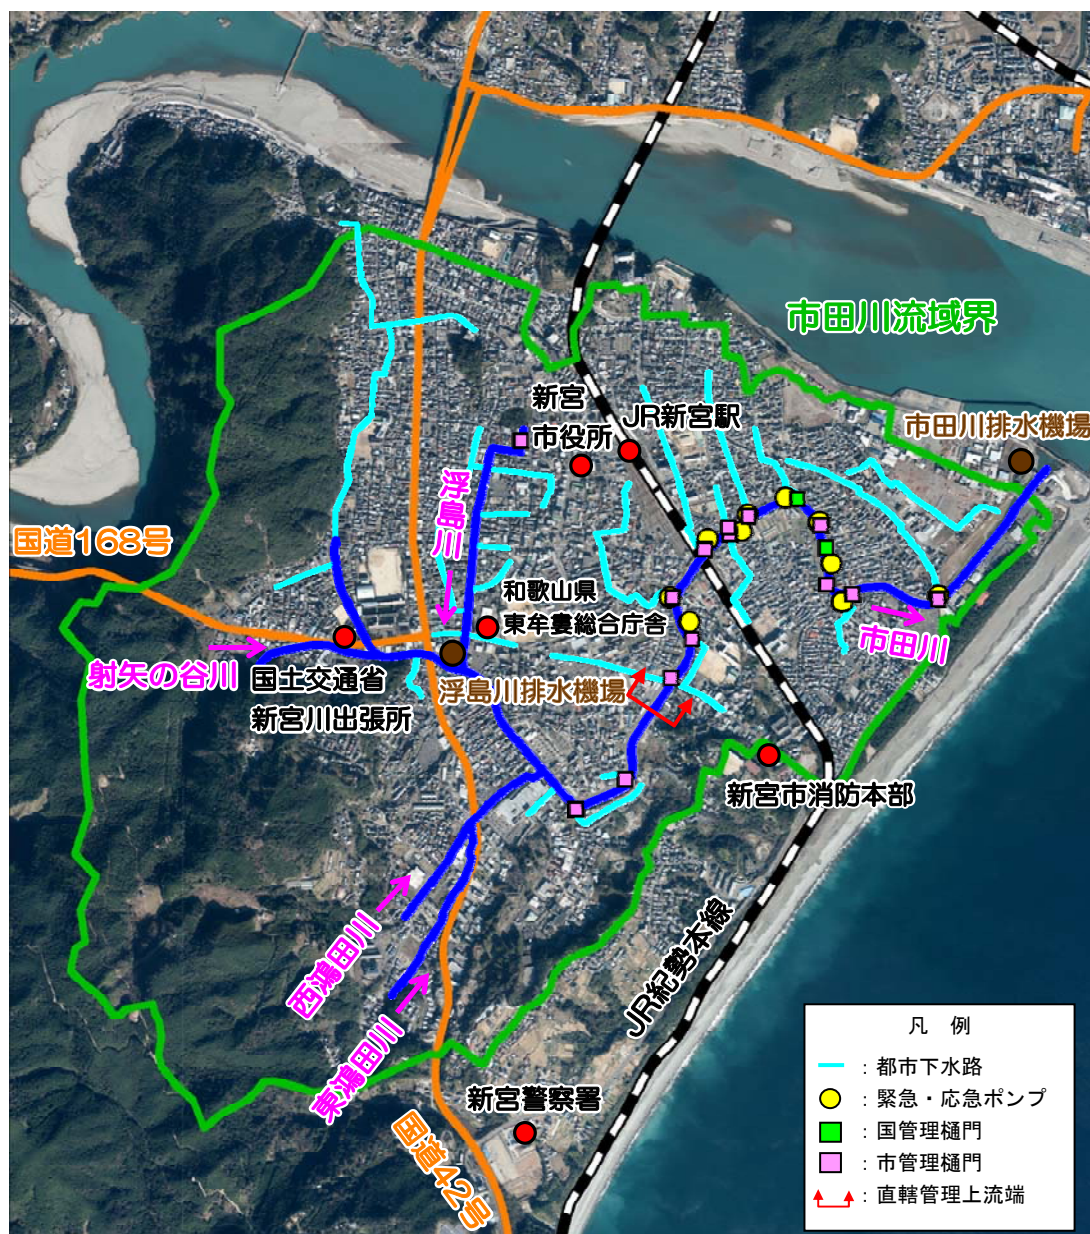 市田川流域界
新宮
市役所
JR新宮駅
市田川排水機場
浮島川
国道168号
和歌山県
東牟婁総合庁舎
市田川
射矢の谷川
国土交通省
新宮川出張所
浮島川排水機場
新宮市消防本部
西鴻田川
東鴻田川
JR紀勢本線
新宮警察署
国道42号
凡 例
：都市下水路
：緊急・応急ポンプ
：国管理樋門
：市管理樋門
：直轄管理上流端